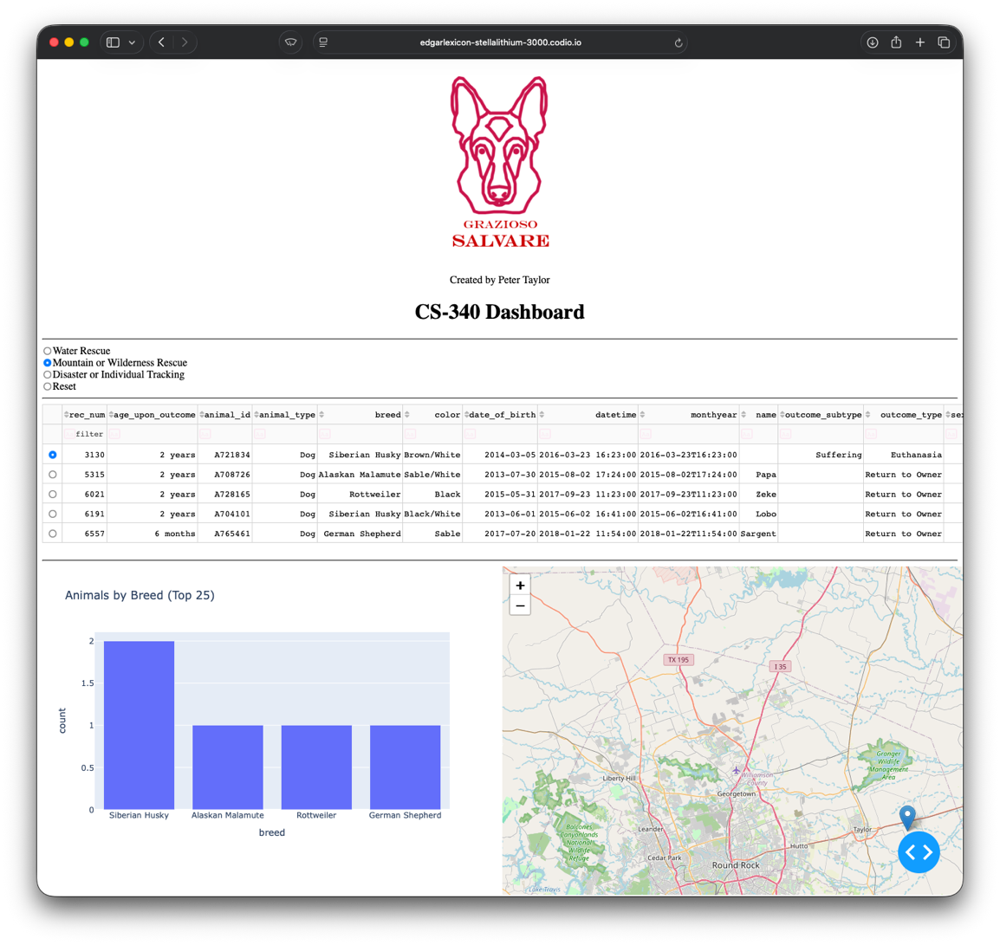 edgarlexicon-stellalithium-3000.codio.io
GRAZIOSO
SALVARE
Created by Peter Taylor
CS-340 Dashboard
Water Rescue
Mountain or Wilderness Rescue
Disaster or Individual Tracking
Reset
rec_num age_upon_outcome animal_id animal_type breed color date_of_birth datetime monthyear name outcome_subtype outcome_type sex
filter
3130 2 years A721834 Dog Siberian Husky Brown/White 2014-03-05 2016-03-23 16:23:00 2016-03-23T16:23:00 Suffering Euthanasia
5315 2 years A708726 Dog Alaskan Malamute Sable/White 2013-07-30 2015-08-02 17:24:00 2015-08-02T17:24:00 Papa Return to Owner
6021 2 years A728165 Dog Rottweiler Black 2015-05-31 2017-09-23 11:23:00 2017-09-23T11:23:00 Zeke Return to Owner
6191 2 years A704101 Dog Siberian Husky Black/White 2013-06-01 2015-06-02 16:41:00 2015-06-02T16:41:00 Lobo Return to Owner
6557 6 months A765461 Dog German Shepherd Sable 2017-07-20 2018-01-22 11:54:00 2018-01-22T11:54:00 Sargent Return to Owner
Animals by Breed (Top 25)
2
1.5
1
0.5
0
count
Siberian Husky Alaskan Malamute Rottweiler German Shepherd
breed
+
−
TX 195
I 35
Granger
Wildlife
Management
Area
Liberty Hill
Williamson
County
Georgetown
Balcones
Canyonlands
National
Wildlife
Refuge
Leander
Taylor
Hutto
Cedar Park
Round Rock
Lake Travis